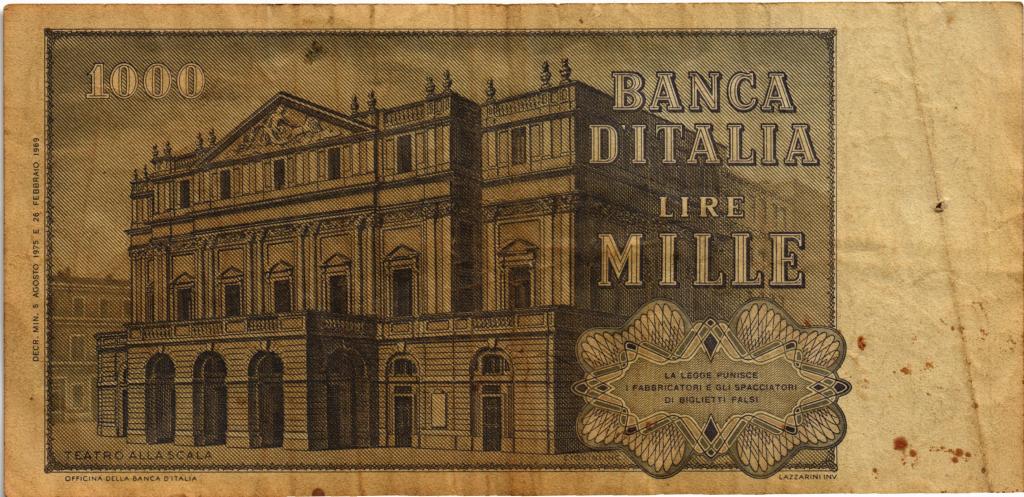 1000
BANCA
D'ITALIA
LIRE
MILLE
DECR. MIN. 5 AGOSTO 1975 E 26 FEBBRAIO 1969
LA LEGGE PUNISCE
I FABBRICATORI E GLI SPACCIATORI
DI BIGLIETTI FALSI
TEATRO ALLA SCALA
OFFICINA DELLA BANCA D'ITALIA
LAZZARINI INV.